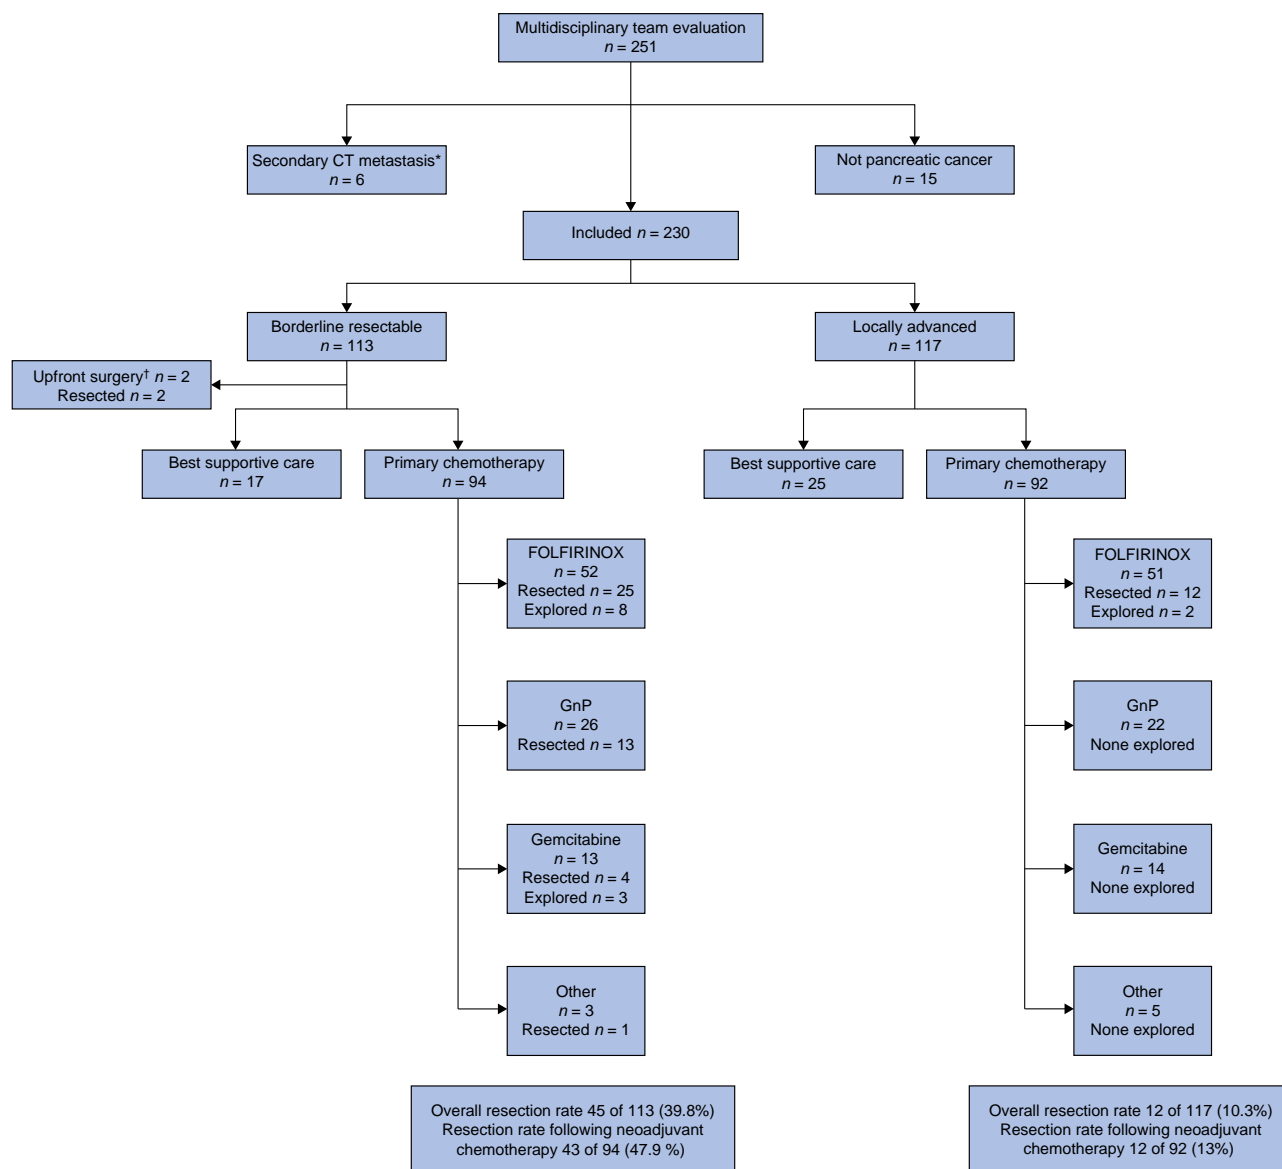 Multidisciplinary team evaluation
n = 251
Secondary CT metastasis*
n = 6
Not pancreatic cancer
n = 15
Included n = 230
Borderline resectable
n = 113
Locally advanced
n = 117
Upfront surgery† n = 2
Resected n = 2
Best supportive care
n = 17
Primary chemotherapy
n = 94
Best supportive care
n = 25
Primary chemotherapy
n = 92
FOLFIRINOX
n = 52
Resected n = 25
Explored n = 8
FOLFIRINOX
n = 51
Resected n = 12
Explored n = 2
GnP
n = 26
Resected n = 13
GnP
n = 22
None explored
Gemcitabine
n = 13
Resected n = 4
Explored n = 3
Gemcitabine
n = 14
None explored
Other
n = 3
Resected n = 1
Other
n = 5
None explored
Overall resection rate 45 of 113 (39.8%)
Resection rate following neoadjuvant
chemotherapy 43 of 94 (47.9 %)
Overall resection rate 12 of 117 (10.3%)
Resection rate following neoadjuvant
chemotherapy 12 of 92 (13%)